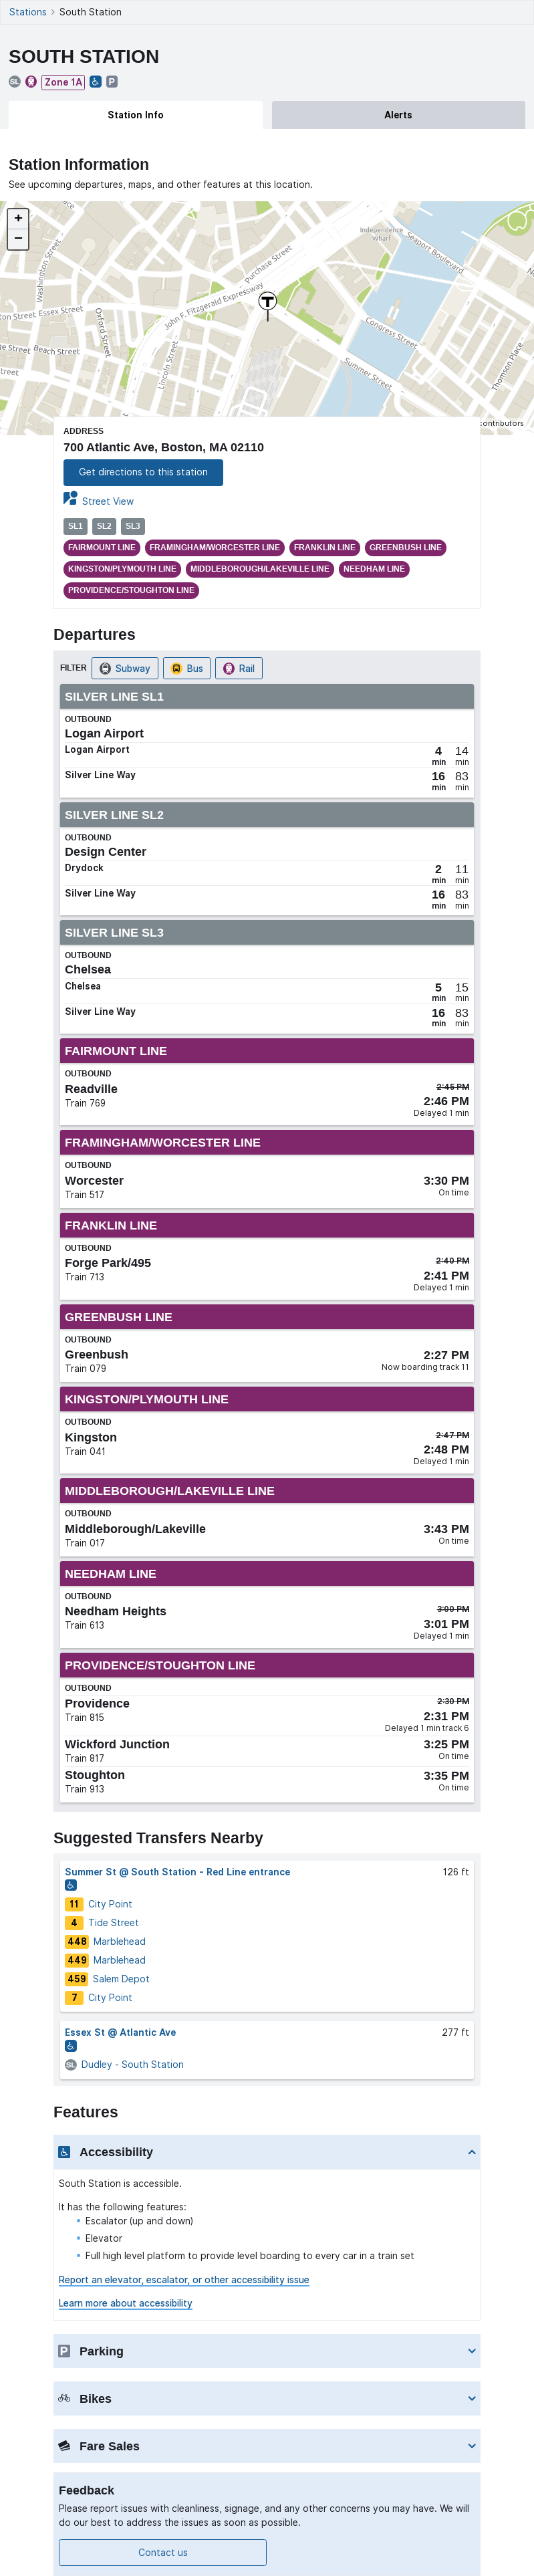 Stations > South Station
SOUTH STATION
SL Zone 1A P
Station Info
Alerts
Station Information
See upcoming departures, maps, and other features at this location.
+
−
Independence
Wharf
Seaport Boulevard
Purchase Street
Washington Street
John F. Fitzgerald Expressway
Essex Street
Oxford Street
Beach Street
Lincoln Street
Congress Street
Summer Street
Thomson Place
T
contributors
ADDRESS
700 Atlantic Ave, Boston, MA 02110
Get directions to this station
Street View
SL1 SL2 SL3
FAIRMOUNT LINE FRAMINGHAM/WORCESTER LINE FRANKLIN LINE GREENBUSH LINE
KINGSTON/PLYMOUTH LINE MIDDLEBOROUGH/LAKEVILLE LINE NEEDHAM LINE
PROVIDENCE/STOUGHTON LINE
Departures
FILTER Subway Bus Rail
SILVER LINE SL1
OUTBOUND
Logan Airport
Logan Airport 4 14
min min
Silver Line Way 16 83
min min
SILVER LINE SL2
OUTBOUND
Design Center
Drydock 2 11
min min
Silver Line Way 16 83
min min
SILVER LINE SL3
OUTBOUND
Chelsea
Chelsea 5 15
min min
Silver Line Way 16 83
min min
FAIRMOUNT LINE
OUTBOUND
Readville 2:45 PM
Train 769 2:46 PM
Delayed 1 min
FRAMINGHAM/WORCESTER LINE
OUTBOUND
Worcester 3:30 PM
Train 517 On time
FRANKLIN LINE
OUTBOUND
Forge Park/495 2:40 PM
Train 713 2:41 PM
Delayed 1 min
GREENBUSH LINE
OUTBOUND
Greenbush 2:27 PM
Train 079 Now boarding track 11
KINGSTON/PLYMOUTH LINE
OUTBOUND
Kingston 2:47 PM
Train 041 2:48 PM
Delayed 1 min
MIDDLEBOROUGH/LAKEVILLE LINE
OUTBOUND
Middleborough/Lakeville 3:43 PM
Train 017 On time
NEEDHAM LINE
OUTBOUND
Needham Heights 3:00 PM
Train 613 3:01 PM
Delayed 1 min
PROVIDENCE/STOUGHTON LINE
OUTBOUND
Providence 2:30 PM
Train 815 2:31 PM
Delayed 1 min track 6
Wickford Junction 3:25 PM
Train 817 On time
Stoughton 3:35 PM
Train 913 On time
Suggested Transfers Nearby
Summer St @ South Station - Red Line entrance 126 ft
11 City Point
4 Tide Street
448 Marblehead
449 Marblehead
459 Salem Depot
7 City Point
Essex St @ Atlantic Ave 277 ft
SL Dudley - South Station
Features
Accessibility
South Station is accessible.
It has the following features:
Escalator (up and down)
Elevator
Full high level platform to provide level boarding to every car in a train set
Report an elevator, escalator, or other accessibility issue
Learn more about accessibility
P Parking
Bikes
Fare Sales
Feedback
Please report issues with cleanliness, signage, and any other concerns you may have. We will
do our best to address the issues as soon as possible.
Contact us